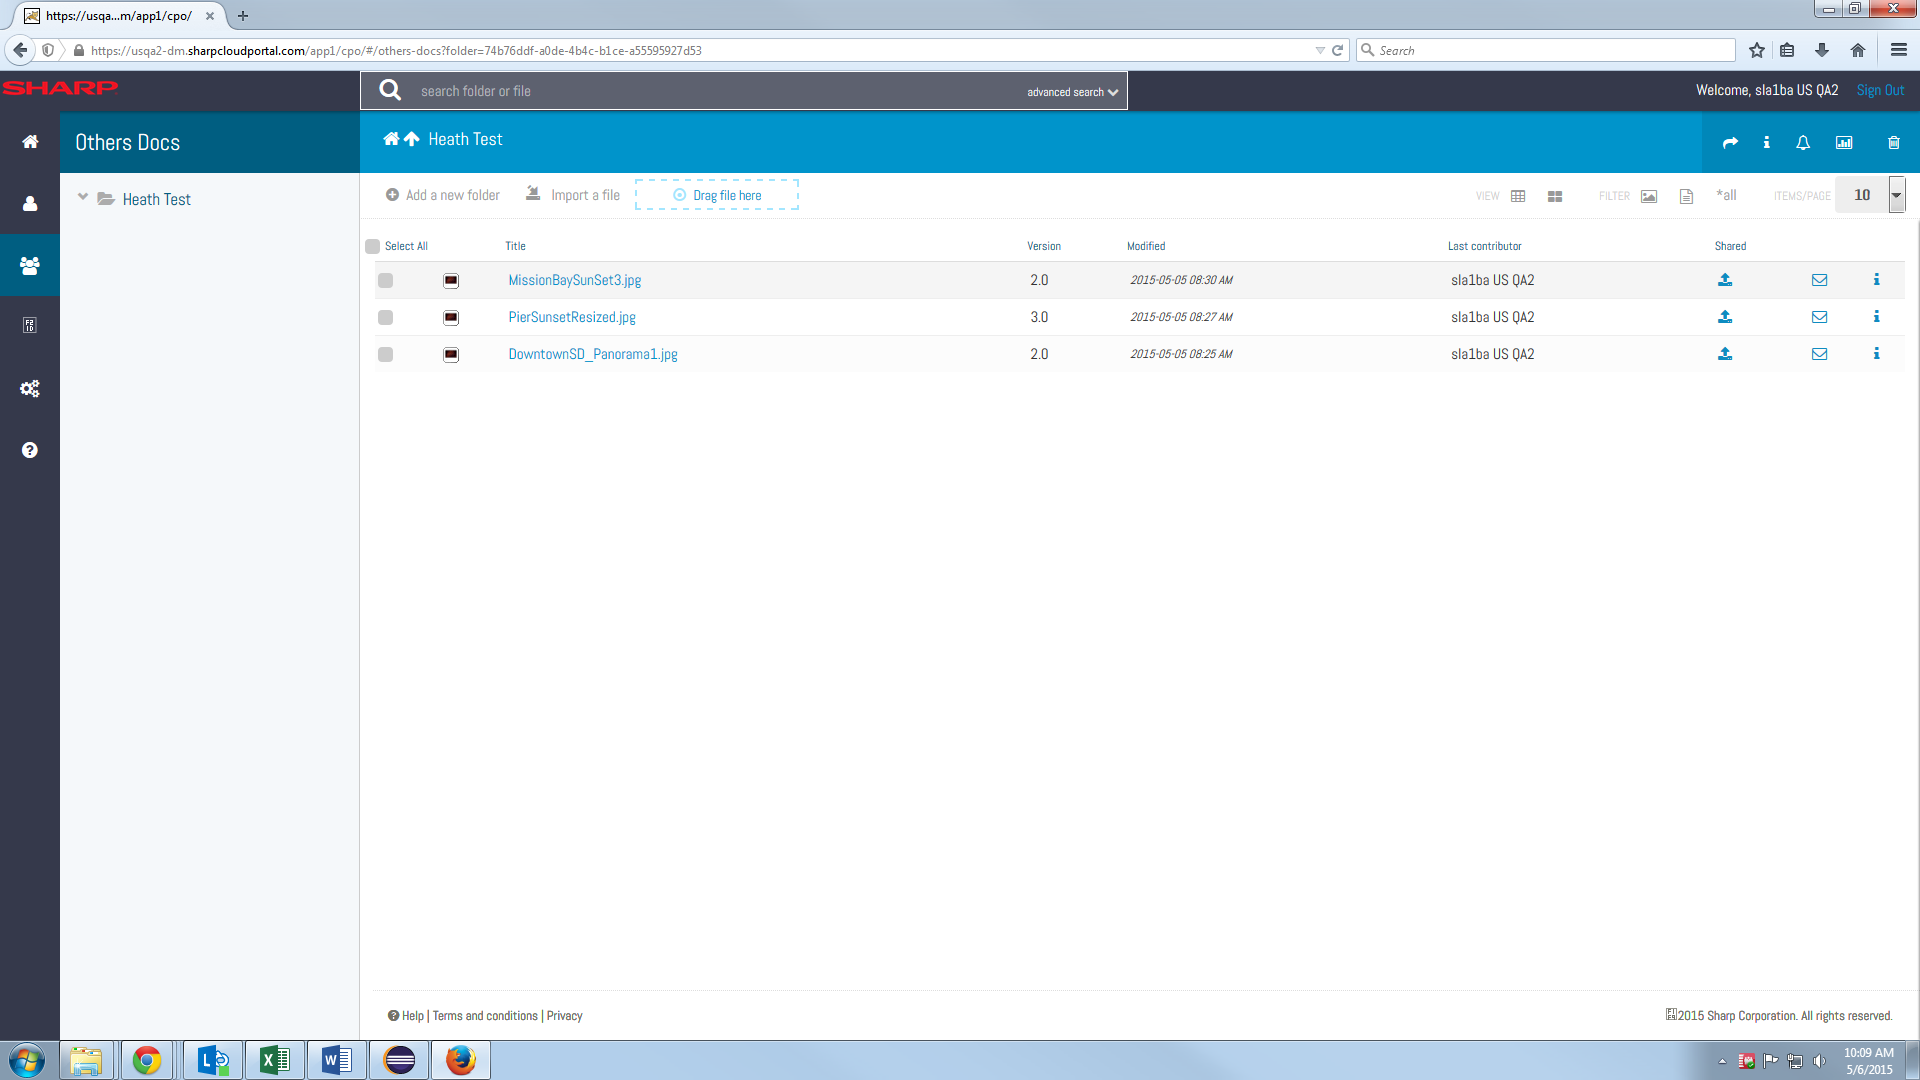 https://usqa...m/app1/cpo/
https://usqa2-dm.sharpcloudportal.com/app1/cpo/#/others-docs?folder=74b76ddf-a0de-4b4c-b1ce-a55595927d53
Search
SHARP
search folder or file
advanced search
Welcome, sla1ba US QA2
Sign Out
Others Docs
Heath Test
Heath Test
Add a new folder
Import a file
Drag file here
VIEW
FILTER
*all
ITEMS/PAGE
10
Select All Title Version Modified Last contributor Shared
MissionBaySunSet3.jpg 2.0 2015-05-05 08:30 AM sla1ba US QA2
PierSunsetResized.jpg 3.0 2015-05-05 08:27 AM sla1ba US QA2
DowntownSD_Panorama1.jpg 2.0 2015-05-05 08:25 AM sla1ba US QA2
Help | Terms and conditions | Privacy
2015 Sharp Corporation. All rights reserved.
10:09 AM
5/6/2015